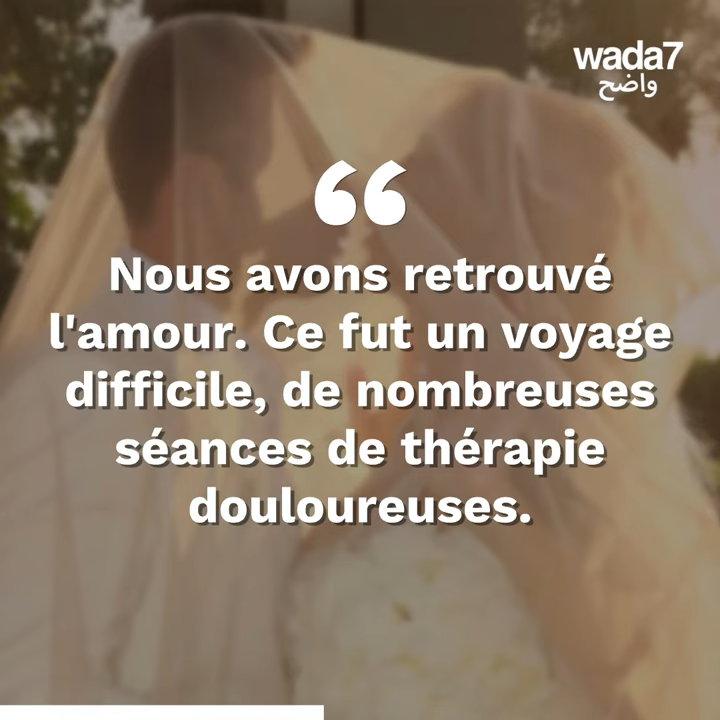 wada7
واضح
“
Nous avons retrouvé
l'amour. Ce fut un voyage
difficile, de nombreuses
séances de thérapie
douloureuses.